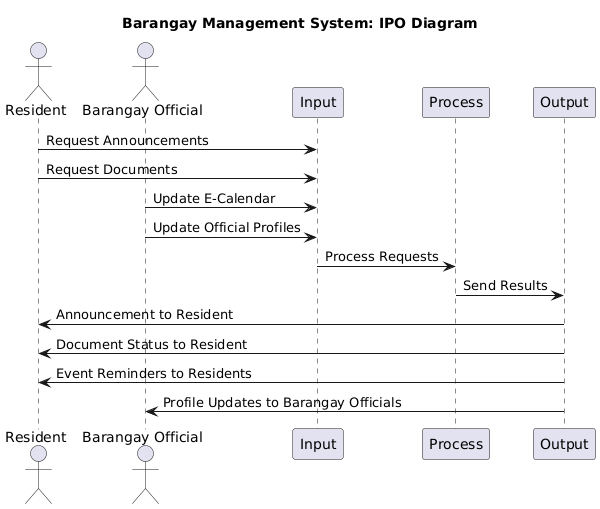 Barangay Management System: IPO Diagram
Resident
Barangay Official
Input
Process
Output
Request Announcements
Request Documents
Update E-Calendar
Update Official Profiles
Process Requests
Send Results
Announcement to Resident
Document Status to Resident
Event Reminders to Residents
Profile Updates to Barangay Officials
Resident
Barangay Official
Input
Process
Output